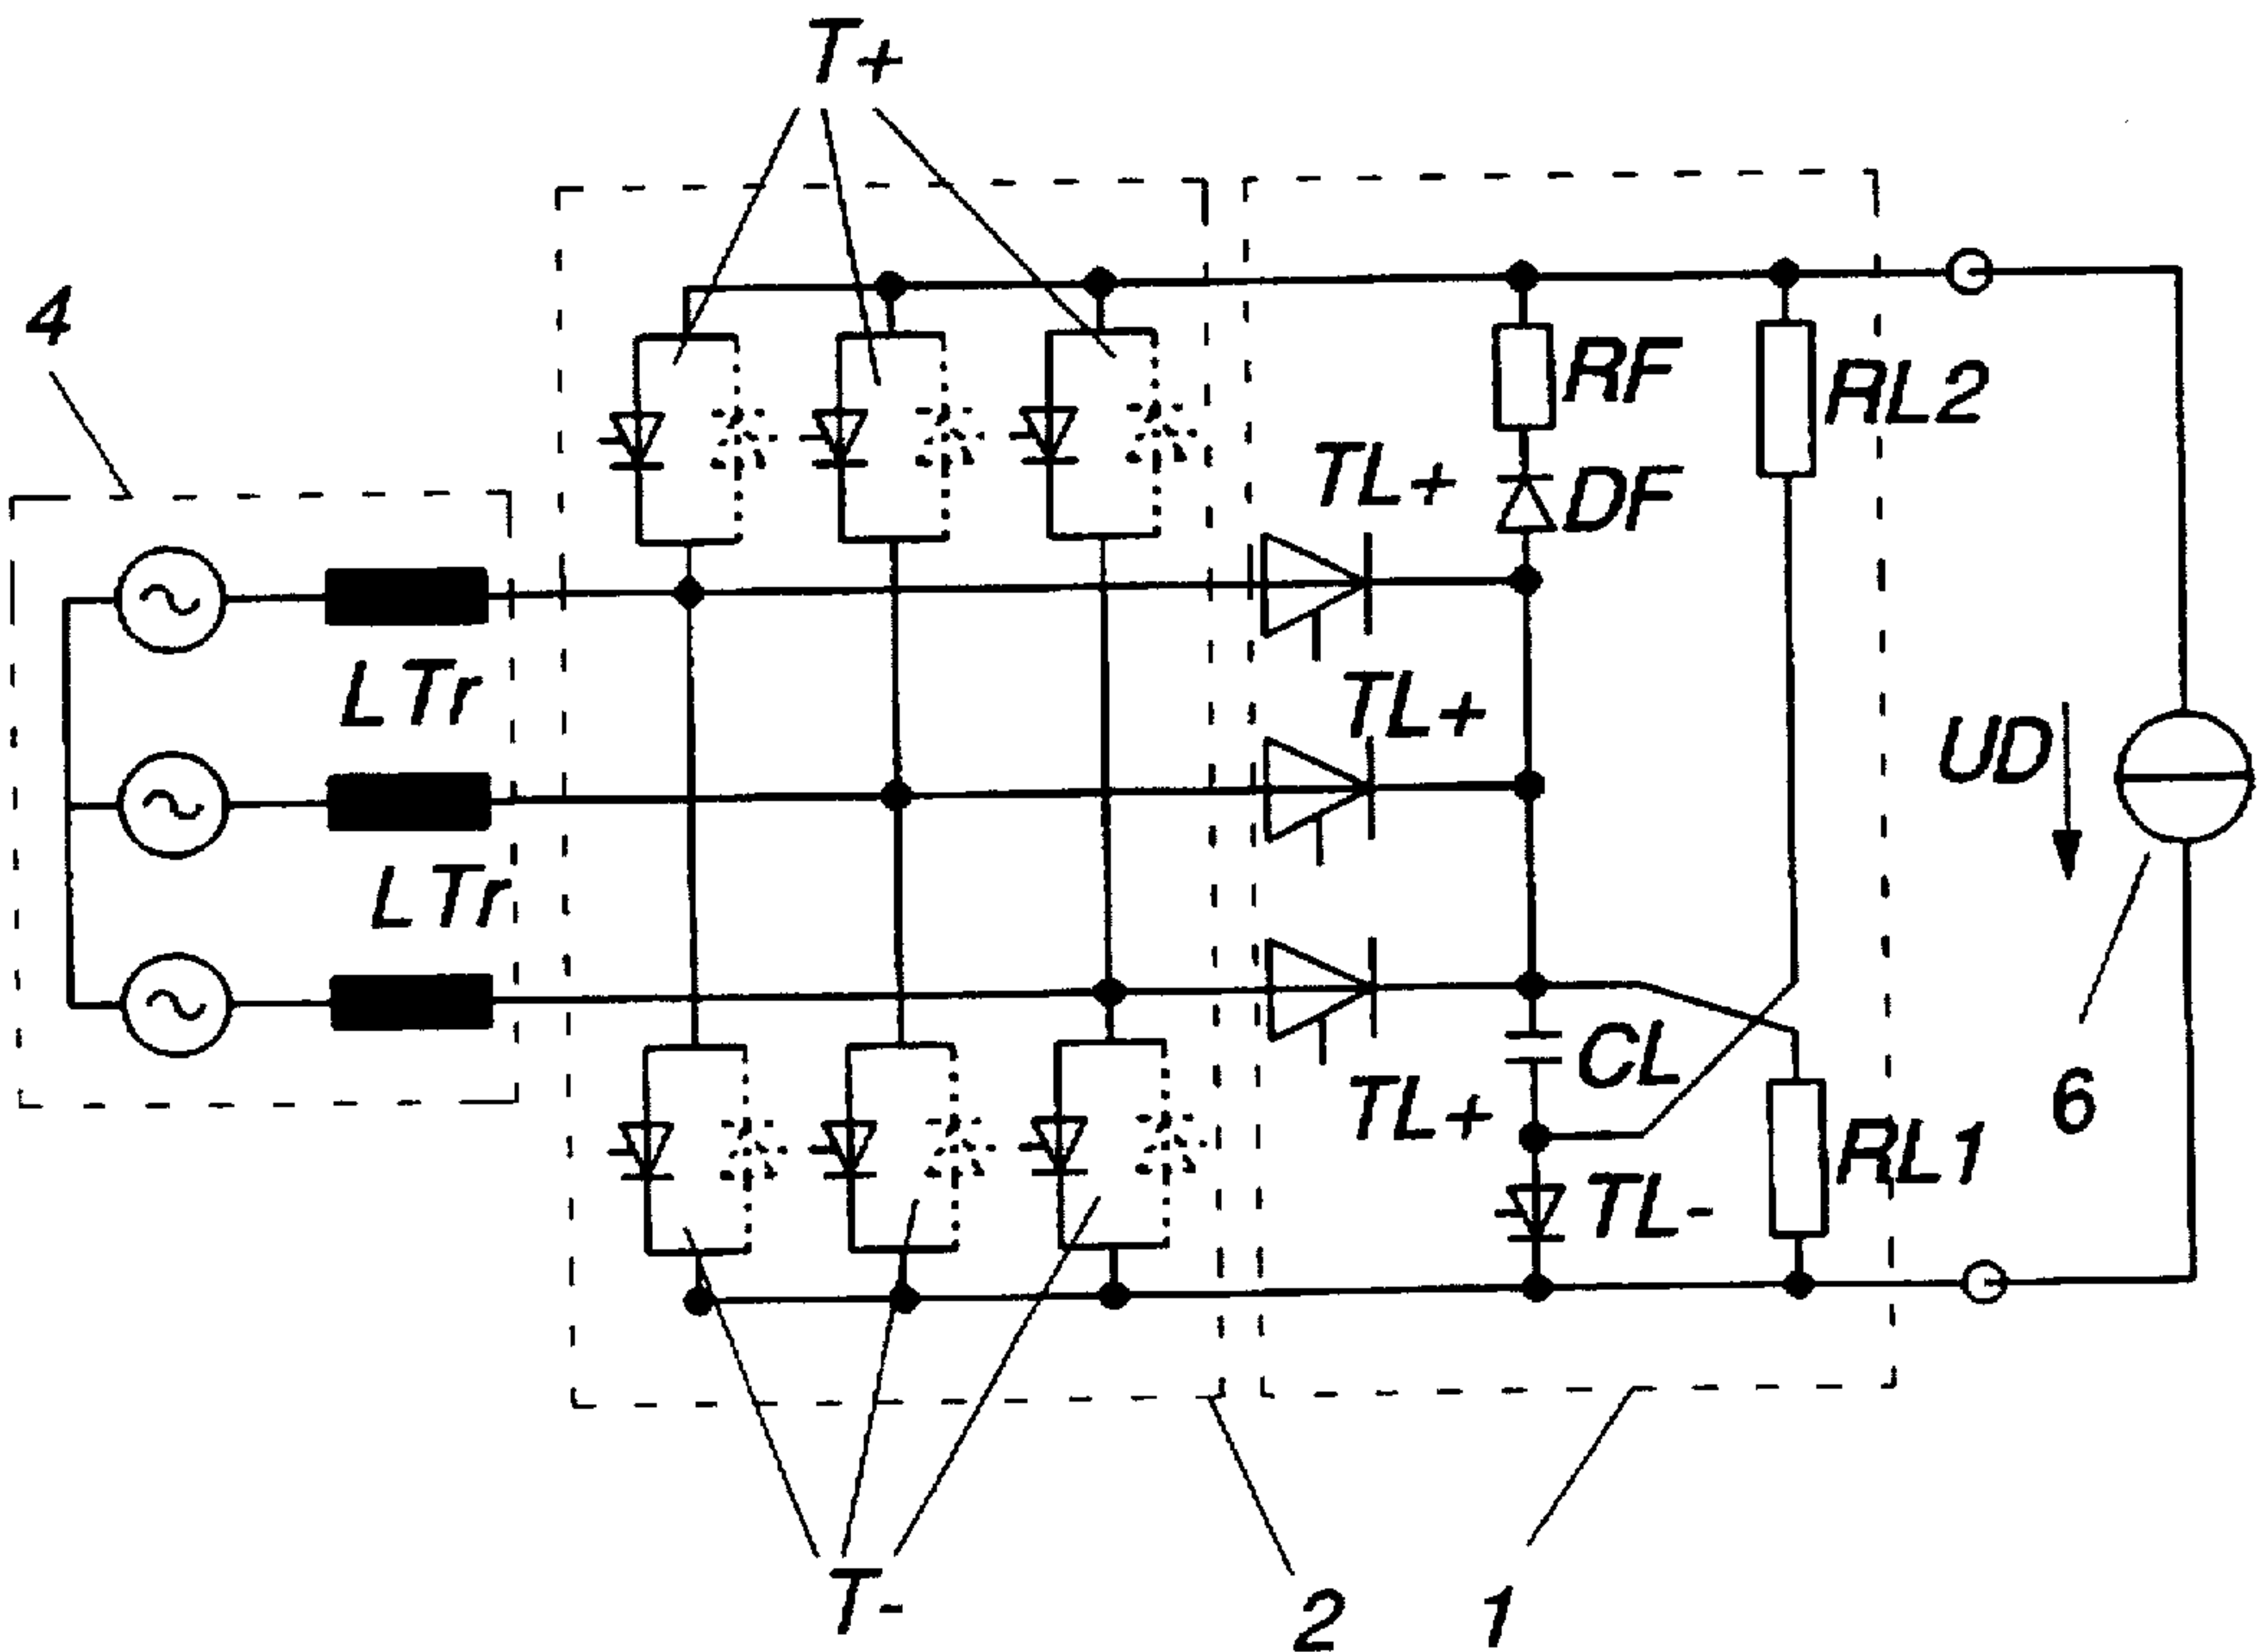 T+
4
RF
RL2
TL+
DF
LTr
TL+
UD
LTr
CL
TL+
6
RL1
TL-
T-
2
1